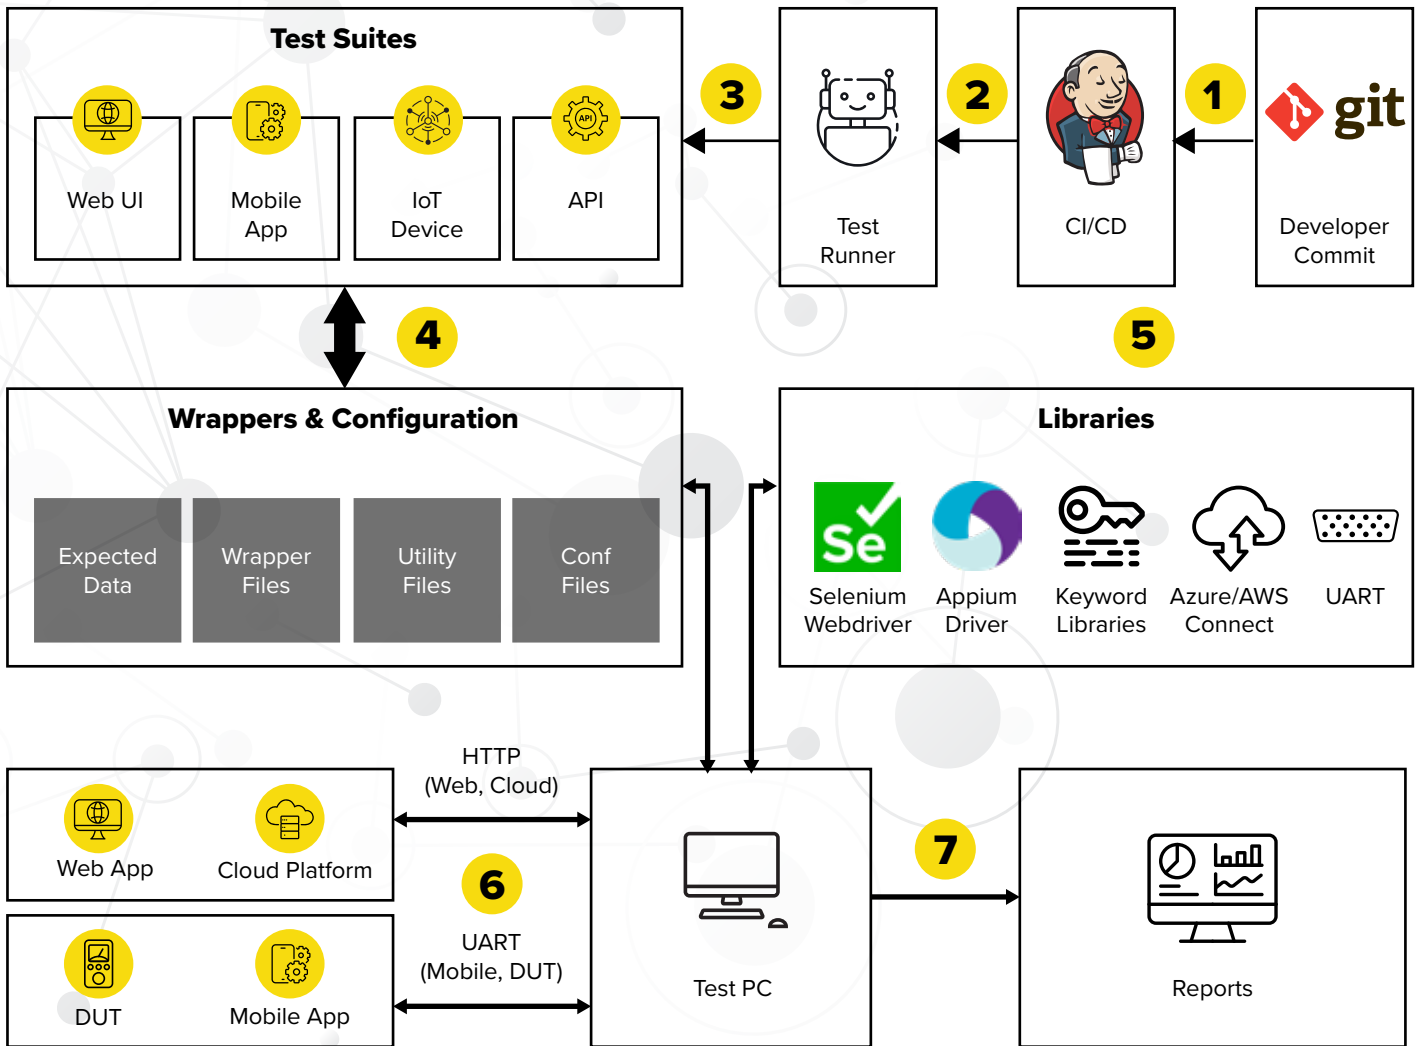 Test Suites
Web UI
Mobile
App
IoT
Device
API
API
3
Test
Runner
2
CI/CD
1
git
Developer
Commit
4
5
Wrappers & Configuration
Expected
Data
Wrapper
Files
Utility
Files
Conf
Files
Libraries
Se
Selenium
Webdriver
Appium
Driver
Keyword
Libraries
Azure/AWS
Connect
UART
Web App
Cloud Platform
HTTP
(Web, Cloud)
6
UART
(Mobile, DUT)
DUT
Mobile App
Test PC
7
Reports